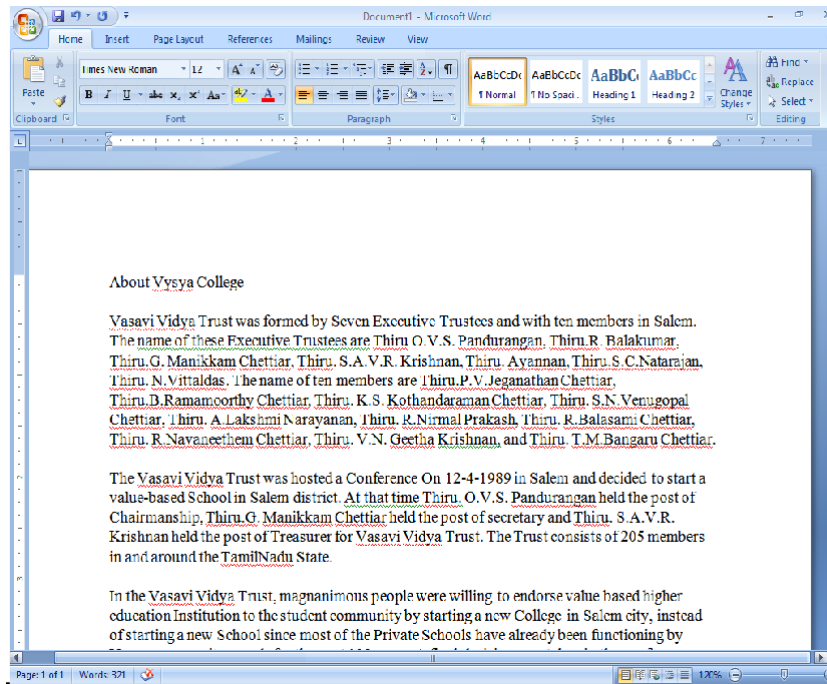 Document1 - Microsoft Word
Home Insert Page Layout References Mailings Review View
Times New Roman 12
Paste
B I U abc x₂ x² Aa A
AaBbCcDc AaBbCcDc AaBbC AaBbCc
¶ Normal ¶ No Spaci... Heading 1 Heading 2
Change Styles
Find
Replace
Select
Clipboard Font Paragraph Styles Editing
1 2 3 4 5 6 7
About Vysya College
Vasavi Vidya Trust was formed by Seven Executive Trustees and with ten members in Salem.
The name of these Executive Trustees are Thiru O.V.S. Pandurangan, Thiru.R. Balakumar,
Thiru.G. Manikkam Chettiar, Thiru. S.A.V.R. Krishnan, Thiru. Ayannan, Thiru.S.C.Natarajan,
Thiru. N.Vittaldas. The name of ten members are Thiru.P.V.Jeganathan Chettiar,
Thiru.B.Ramamoorthy Chettiar, Thiru. K.S. Kothandaraman Chettiar, Thiru. S.N.Venugopal
Chettiar, Thiru. A.Lakshmi Narayanan, Thiru. R.Nirmal Prakash, Thiru. R.Balasami Chettiar,
Thiru. R.Navaneethem Chettiar, Thiru. V.N. Geetha Krishnan, and Thiru. T.M.Bangaru Chettiar.
The Vasavi Vidya Trust was hosted a Conference On 12-4-1989 in Salem and decided to start a
value-based School in Salem district. At that time Thiru. O.V.S. Pandurangan held the post of
Chairmanship, Thiru.G. Manikkam Chettiar held the post of secretary and Thiru. S.A.V.R.
Krishnan held the post of Treasurer for Vasavi Vidya Trust. The Trust consists of 205 members
in and around the TamilNadu State.
In the Vasavi Vidya Trust, magnanimous people were willing to endorse value based higher
education Institution to the student community by starting a new College in Salem city, instead
of starting a new School since most of the Private Schools have already been functioning by
Page: 1 of 1 Words: 321 120%